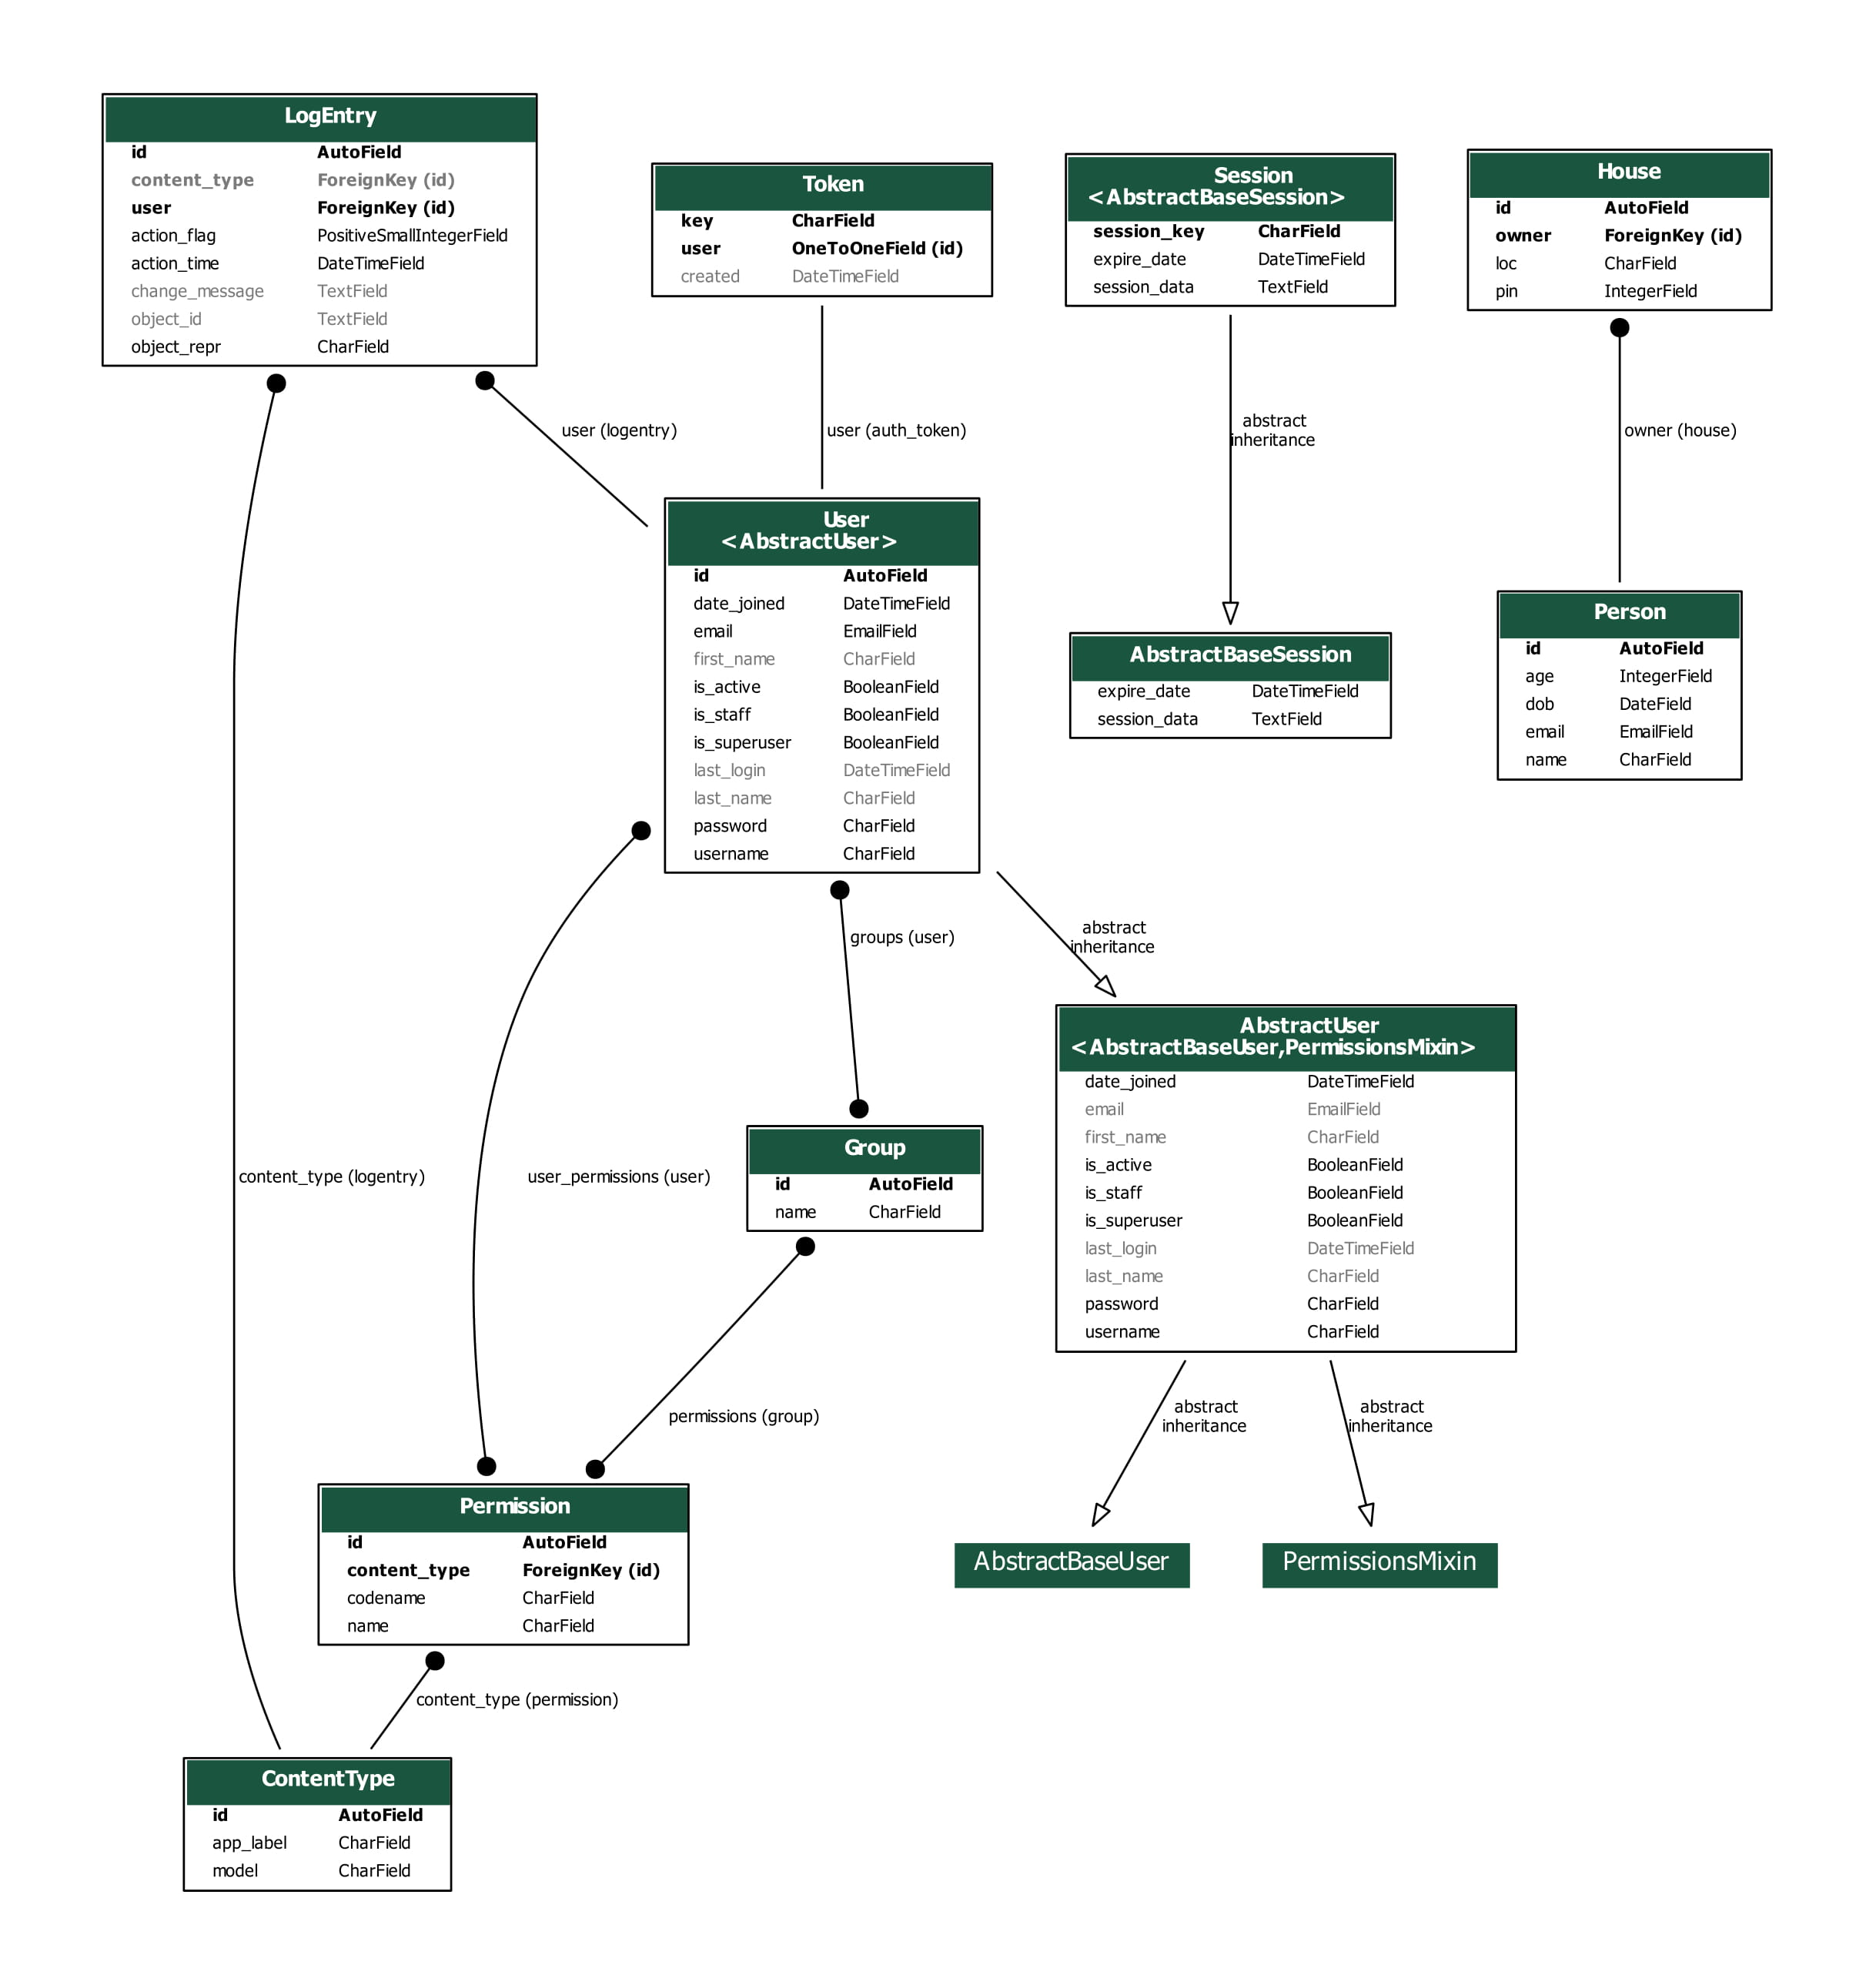 LogEntry
id AutoField
content_type ForeignKey (id)
user ForeignKey (id)
action_flag PositiveSmallIntegerField
action_time DateTimeField
change_message TextField
object_id TextField
object_repr CharField
Token
key CharField
user OneToOneField (id)
created DateTimeField
Session
<AbstractBaseSession>
session_key CharField
expire_date DateTimeField
session_data TextField
House
id AutoField
owner ForeignKey (id)
loc CharField
pin IntegerField
user (logentry)
user (auth_token)
abstract
inheritance
owner (house)
User
<AbstractUser>
id AutoField
date_joined DateTimeField
email EmailField
first_name CharField
is_active BooleanField
is_staff BooleanField
is_superuser BooleanField
last_login DateTimeField
last_name CharField
password CharField
username CharField
AbstractBaseSession
expire_date DateTimeField
session_data TextField
Person
id AutoField
age IntegerField
dob DateField
email EmailField
name CharField
groups (user)
abstract
inheritance
AbstractUser
<AbstractBaseUser,PermissionsMixin>
date_joined DateTimeField
email EmailField
first_name CharField
is_active BooleanField
is_staff BooleanField
is_superuser BooleanField
last_login DateTimeField
last_name CharField
password CharField
username CharField
content_type (logentry)
user_permissions (user)
Group
id AutoField
name CharField
permissions (group)
abstract
inheritance
abstract
inheritance
Permission
id AutoField
content_type ForeignKey (id)
codename CharField
name CharField
AbstractBaseUser
PermissionsMixin
content_type (permission)
ContentType
id AutoField
app_label CharField
model CharField